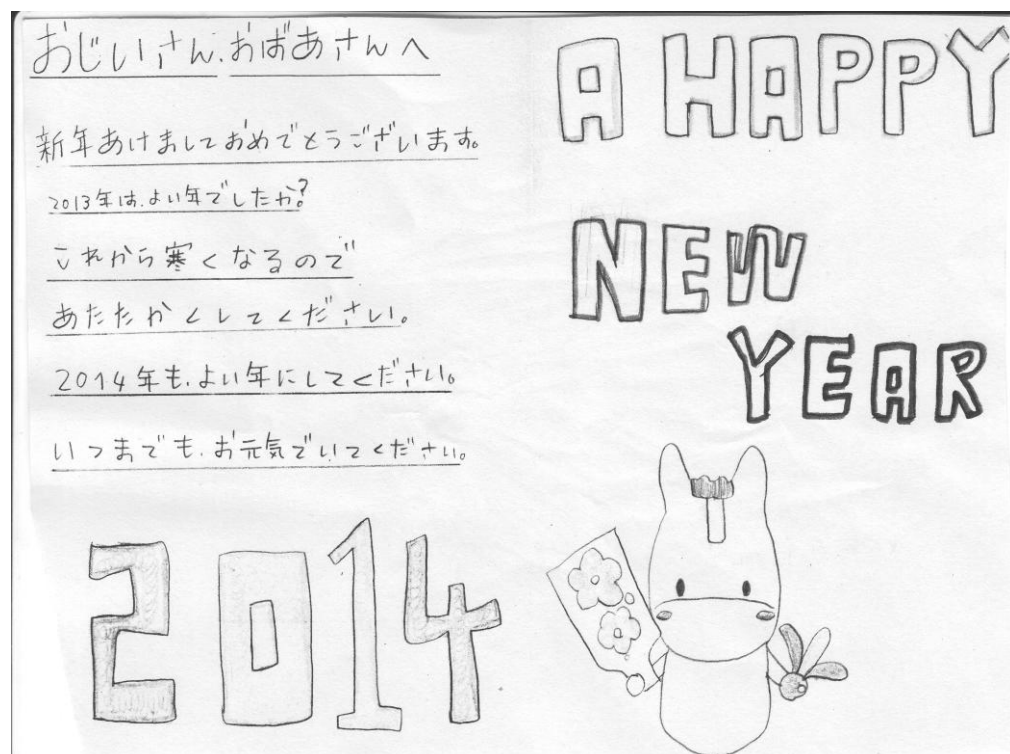 おじいさん.おばあさんへ
新年あけましておめでとうございます。
2013年は、よい年でしたか?
これから寒くなるので
あたたかくしてください。
2014年も、よい年にしてください。
いつまでも、お元気でいてください。
2014
A HAPPY
NEW
YEAR